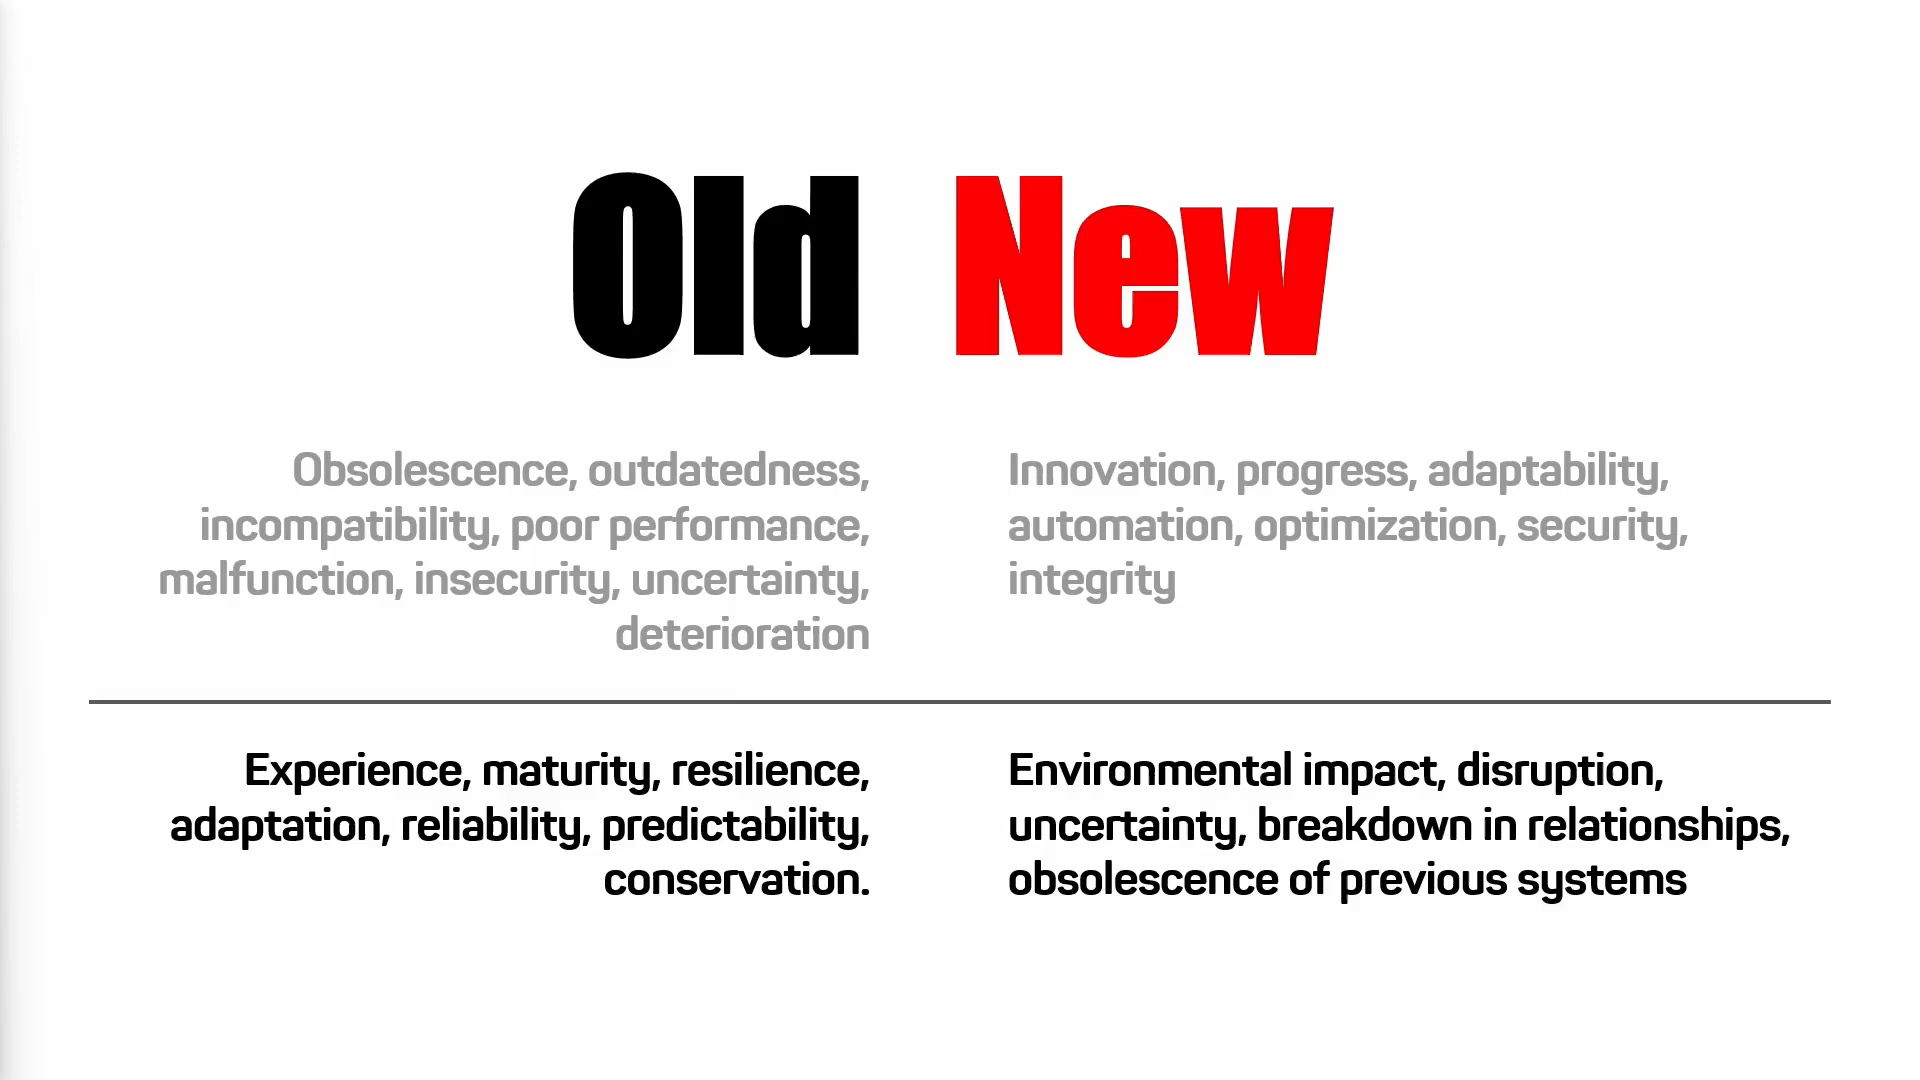 Old New
Obsolescence, outdatedness,
incompatibility, poor performance,
malfunction, insecurity, uncertainty,
deterioration
Innovation, progress, adaptability,
automation, optimization, security,
integrity
Experience, maturity, resilience,
adaptation, reliability, predictability,
conservation.
Environmental impact, disruption,
uncertainty, breakdown in relationships,
obsolescence of previous systems